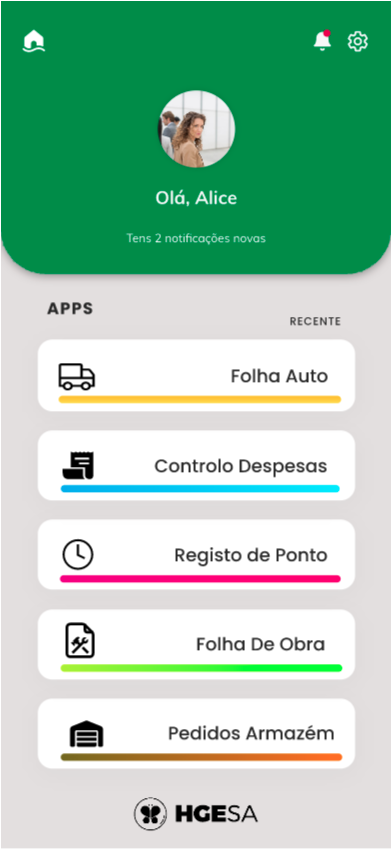 Olá, Alice
Tens 2 notificações novas
APPS
RECENTE
Folha Auto
Controlo Despesas
Registo de Ponto
Folha De Obra
Pedidos Armazém
HGESA